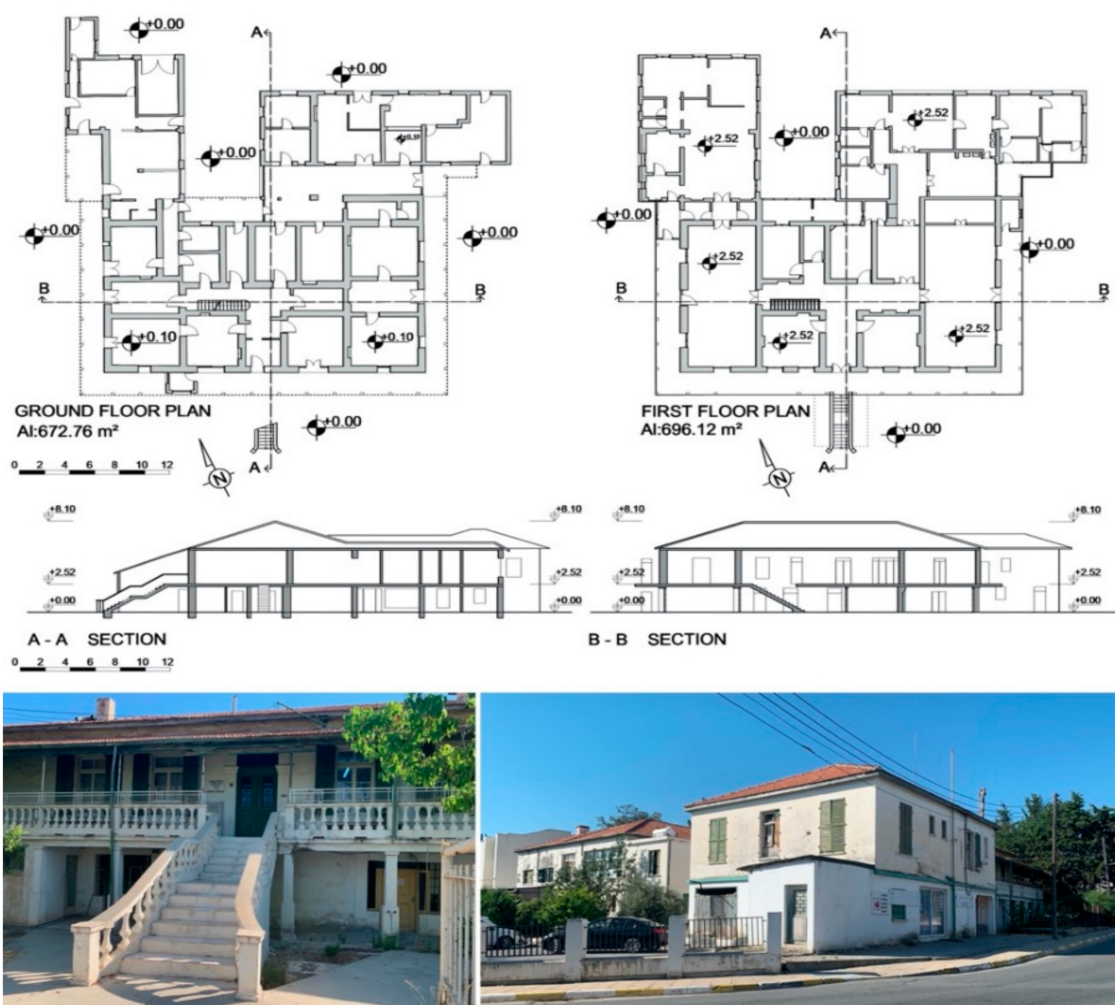 +0.00
A
+0.00
+0.10
+0.00
+0.00
+0.00
B
B
+0.10
+0.10
GROUND FLOOR PLAN
AI:672.76 m²
+0.00
A
N
0 2 4 6 8 10 12
A
+2.52
+0.00
+2.52
+0.00
+0.00
+2.52
B
B
+2.52
+2.52
FIRST FLOOR PLAN
AI:696.12 m²
+0.00
A
N
+8.10
+8.10
+2.52
+2.52
+0.00
+0.00
A - A SECTION
0 2 4 6 8 10 12
+8.10
+8.10
+2.52
+2.52
+0.00
+0.00
B - B SECTION